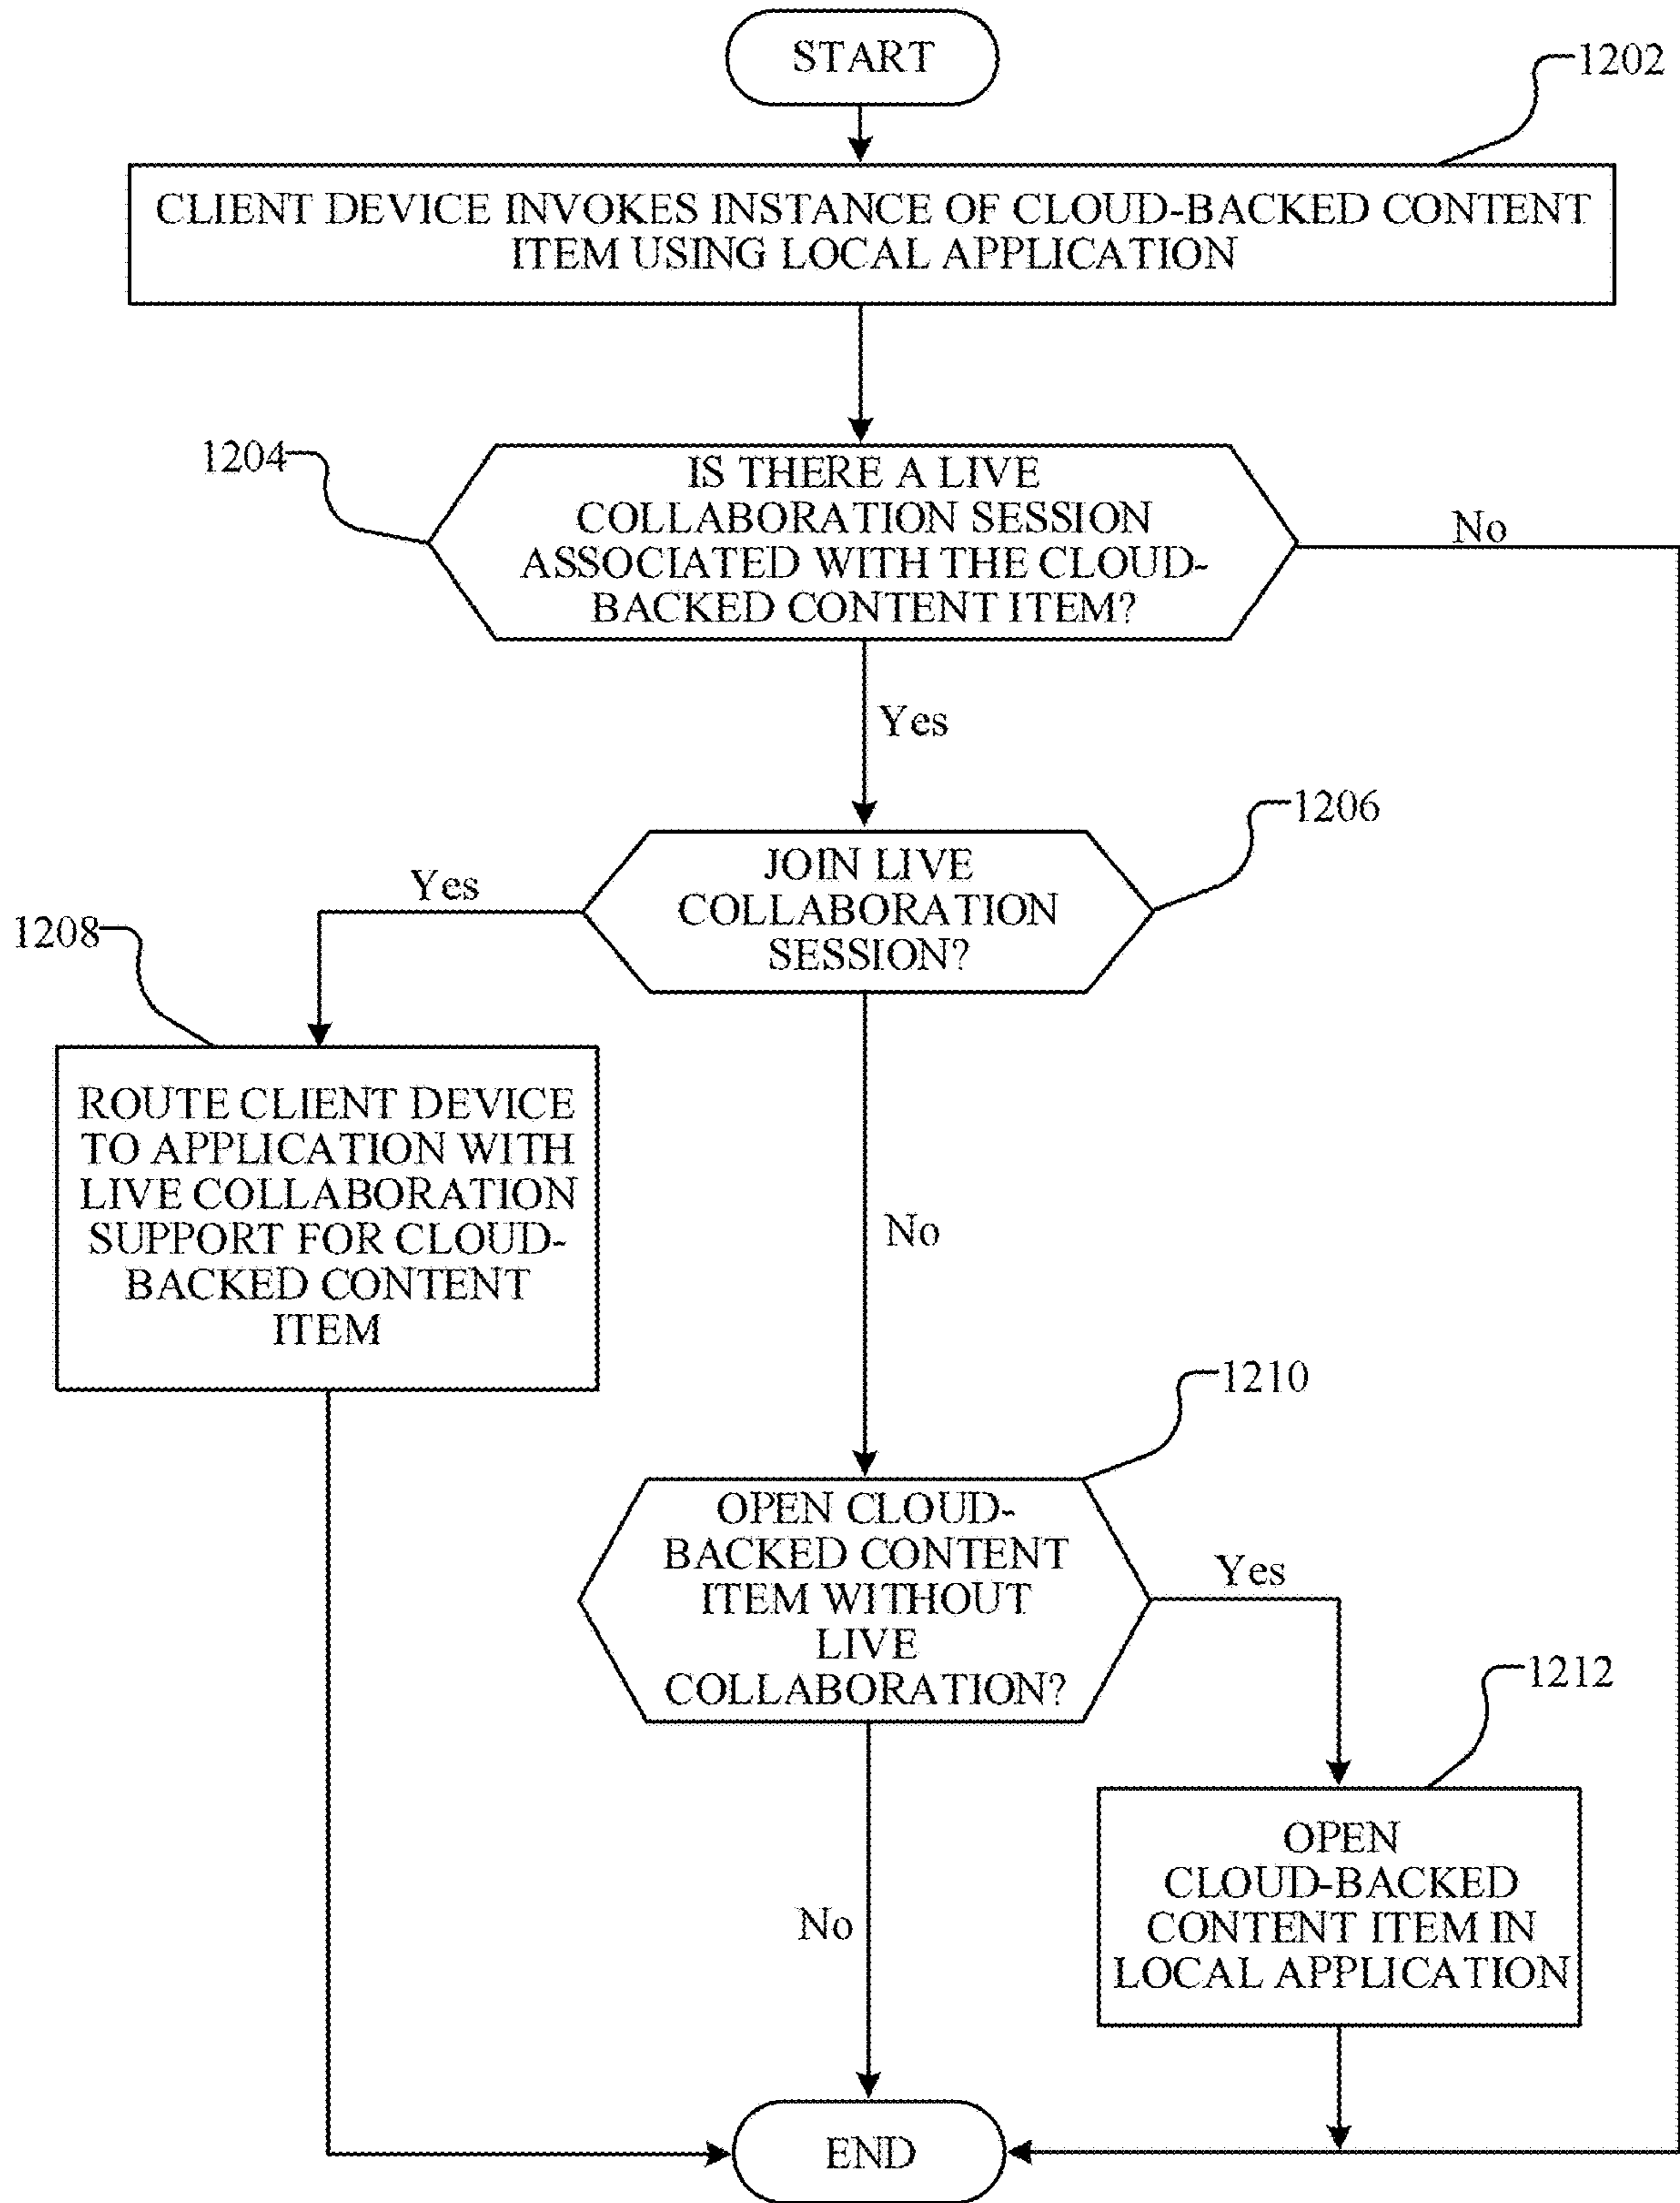 START
1202
CLIENT DEVICE INVOKES INSTANCE OF CLOUD-BACKED CONTENT
ITEM USING LOCAL APPLICATION
1204
IS THERE A LIVE
COLLABORATION SESSION
ASSOCIATED WITH THE CLOUD-
BACKED CONTENT ITEM?
No
Yes
1206
JOIN LIVE
COLLABORATION
SESSION?
Yes
1208
ROUTE CLIENT DEVICE
TO APPLICATION WITH
LIVE COLLABORATION
SUPPORT FOR CLOUD-
BACKED CONTENT
ITEM
No
1210
OPEN CLOUD-
BACKED CONTENT
ITEM WITHOUT
LIVE
COLLABORATION?
Yes
1212
OPEN
CLOUD-BACKED
CONTENT ITEM IN
LOCAL APPLICATION
No
END